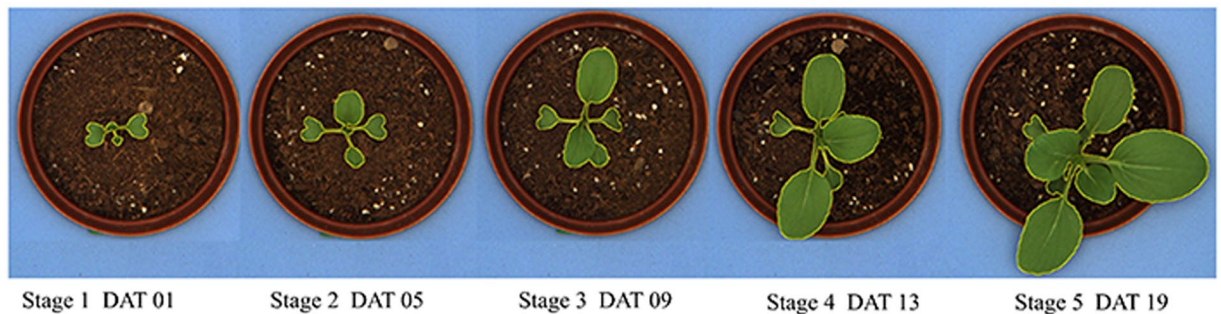 Stage 1 DAT 01
Stage 2 DAT 05
Stage 3 DAT 09
Stage 4 DAT 13
Stage 5 DAT 19